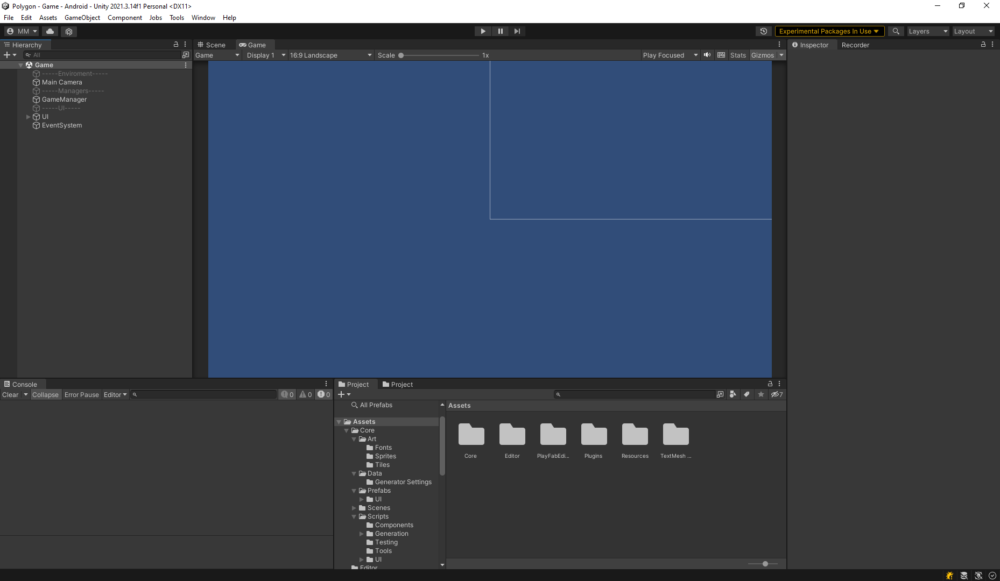 Polygon - Game - Android - Unity 2021.3.14f1 Personal <DX11>
File Edit Assets GameObject Component Jobs Tools Window Help
MM Experimental Packages In Use Layers Layout
Hierarchy Scene Game Inspector Recorder
All Game Display 1 16:9 Landscape Scale 1x Play Focused Stats Gizmos
Game
-----Enviroment-----
Main Camera
-----Managers-----
GameManager
-----UI-----
UI
EventSystem
Console
Clear Collapse Error Pause Editor 0 0 0
Project Project
7
All Prefabs
Assets
Core
Art
Fonts
Sprites
Tiles
Data
Generator Settings
Prefabs
UI
Scenes
Scripts
Components
Generation
Testing
Tools
UI
Editor
Assets
Core Editor PlayFabEdi... Plugins Resources TextMesh ...